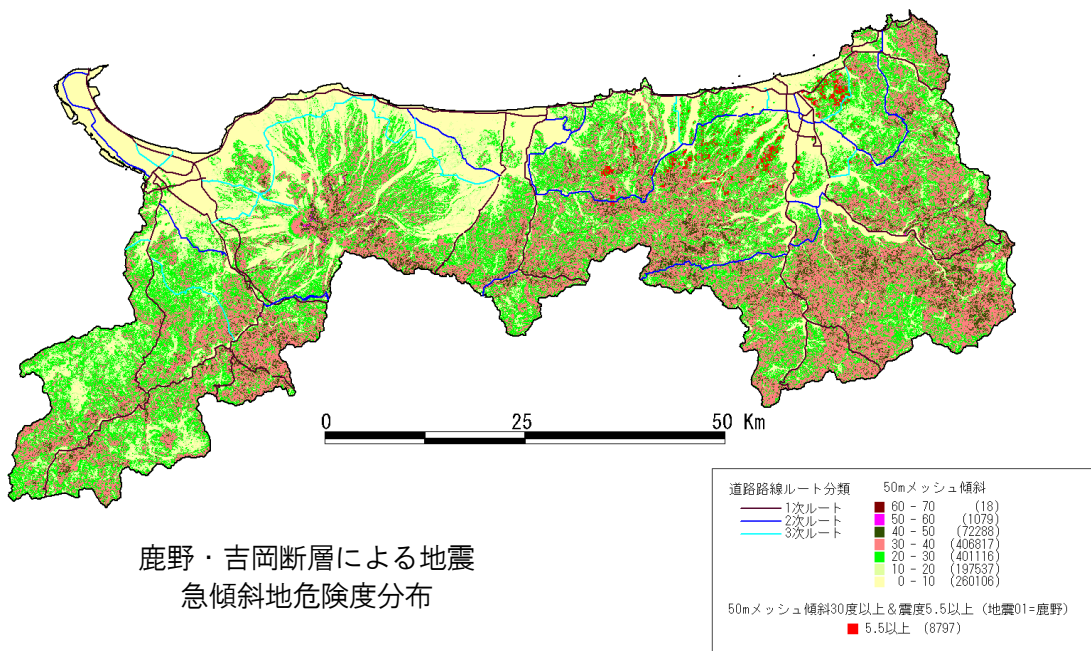 0 25 50 Km
鹿野・吉岡断層による地震
急傾斜地危険度分布
道路路線ルート分類
1次ルート
2次ルート
3次ルート
50mメッシュ傾斜
60 - 70 (18)
50 - 60 (1079)
40 - 50 (72288)
30 - 40 (406817)
20 - 30 (401116)
10 - 20 (197537)
0 - 10 (260106)
50mメッシュ傾斜30度以上&震度5.5以上 (地震01=鹿野)
5.5以上 (8797)